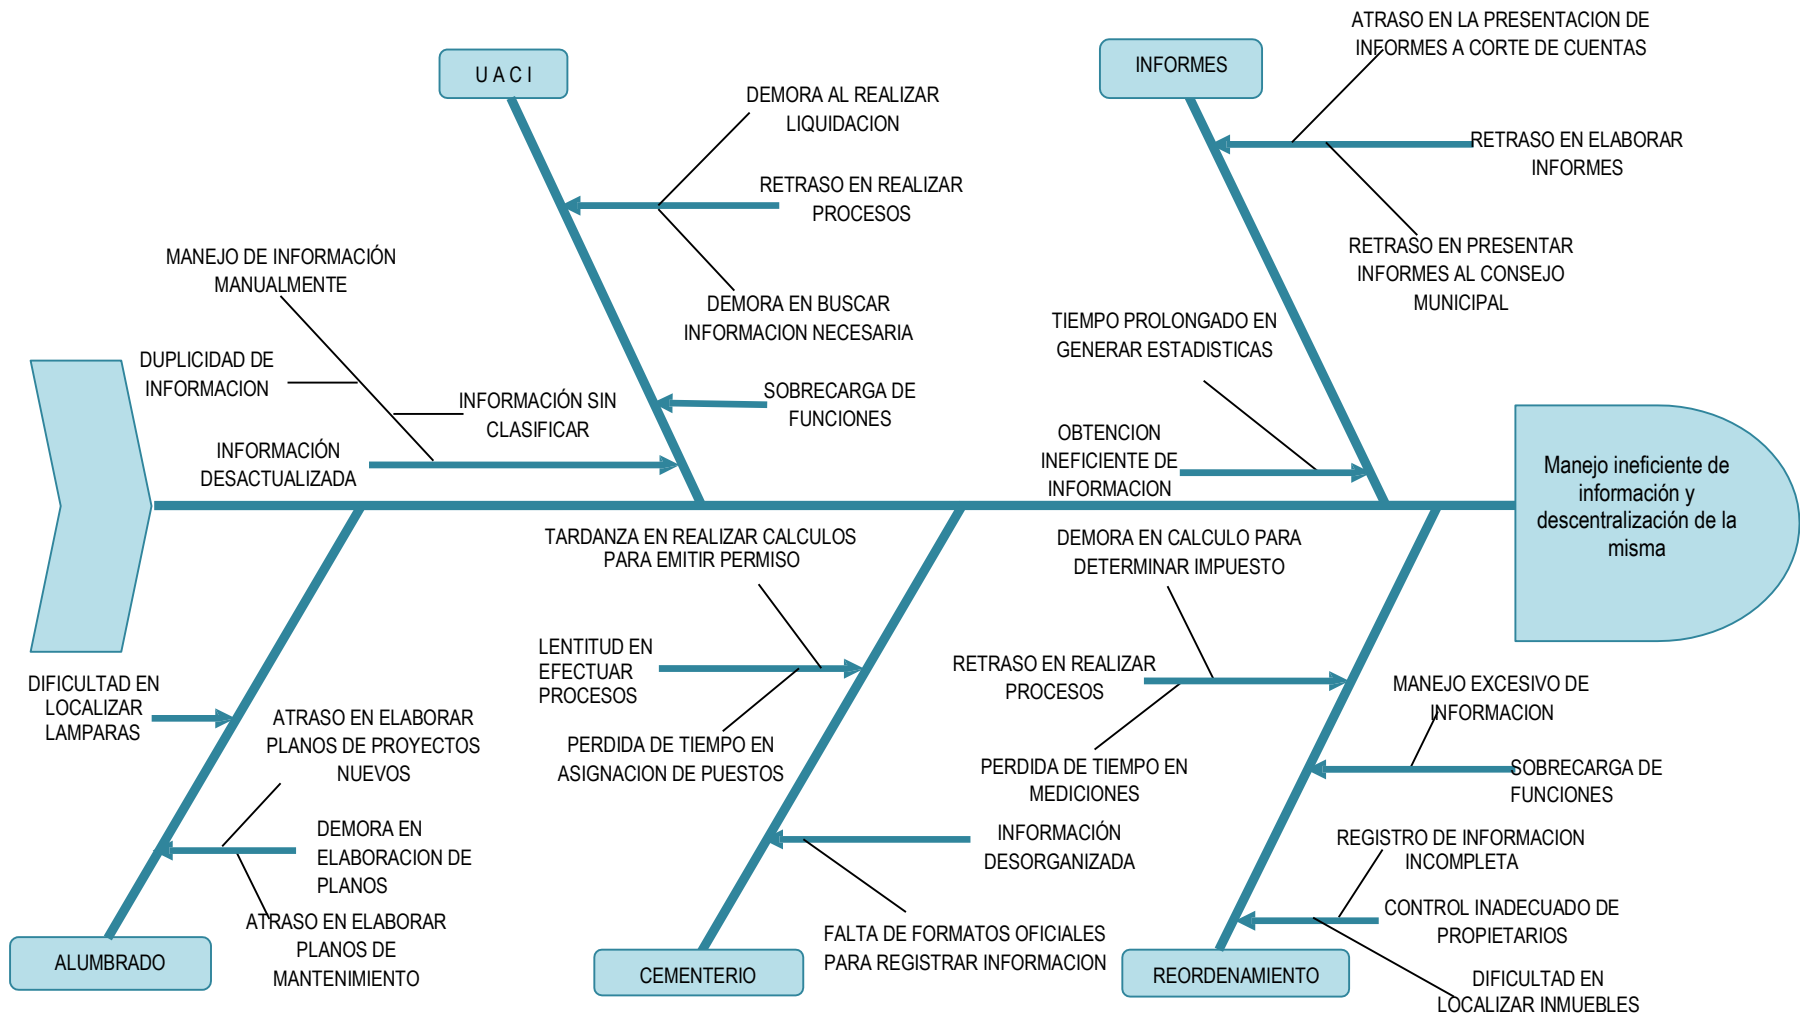 ATRASO EN LA PRESENTACION DE
INFORMES A CORTE DE CUENTAS
U A C I
INFORMES
DEMORA AL REALIZAR
LIQUIDACION
RETRASO EN ELABORAR
INFORMES
RETRASO EN REALIZAR
PROCESOS
MANEJO DE INFORMACIÓN
MANUALMENTE
RETRASO EN PRESENTAR
INFORMES AL CONSEJO
MUNICIPAL
DEMORA EN BUSCAR
INFORMACION NECESARIA
TIEMPO PROLONGADO EN
GENERAR ESTADISTICAS
DUPLICIDAD DE
INFORMACION
INFORMACIÓN SIN
CLASIFICAR
SOBRECARGA DE
FUNCIONES
INFORMACIÓN
DESACTUALIZADA
OBTENCION
INEFICIENTE DE
INFORMACION
Manejo ineficiente de
información y
descentralización de la
misma
TARDANZA EN REALIZAR CALCULOS
PARA EMITIR PERMISO
DEMORA EN CALCULO PARA
DETERMINAR IMPUESTO
LENTITUD EN
EFECTUAR
PROCESOS
RETRASO EN REALIZAR
PROCESOS
DIFICULTAD EN
LOCALIZAR
LAMPARAS
MANEJO EXCESIVO DE
INFORMACION
ATRASO EN ELABORAR
PLANOS DE PROYECTOS
NUEVOS
PERDIDA DE TIEMPO EN
ASIGNACION DE PUESTOS
PERDIDA DE TIEMPO EN
MEDICIONES
SOBRECARGA DE
FUNCIONES
DEMORA EN
ELABORACION DE
PLANOS
INFORMACIÓN
DESORGANIZADA
REGISTRO DE INFORMACION
INCOMPLETA
ATRASO EN ELABORAR
PLANOS DE
MANTENIMIENTO
CONTROL INADECUADO DE
PROPIETARIOS
FALTA DE FORMATOS OFICIALES
PARA REGISTRAR INFORMACION
ALUMBRADO
CEMENTERIO
REORDENAMIENTO
DIFICULTAD EN
LOCALIZAR INMUEBLES